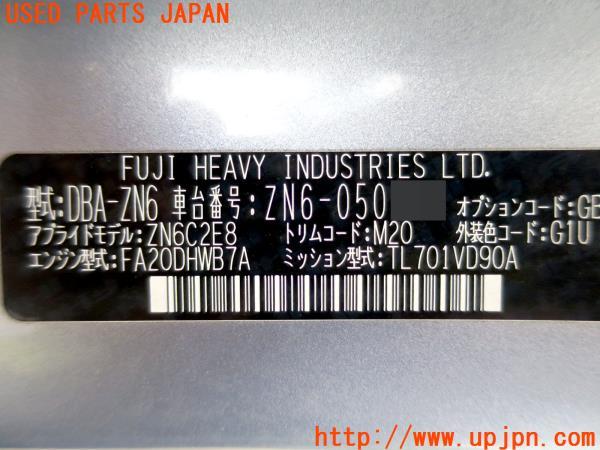 USED PARTS JAPAN
FUJI HEAVY INDUSTRIES LTD.
型式:DBA-ZN6 車台番号:ZN6-050 オプションコード:GE
アプライドモデル:ZN6C2E8 トリムコード:M20 外装色コード:G1U
エンジン型式:FA20DHWB7A ミッション型式:TL701VD90A
http://www.upjpn.com/